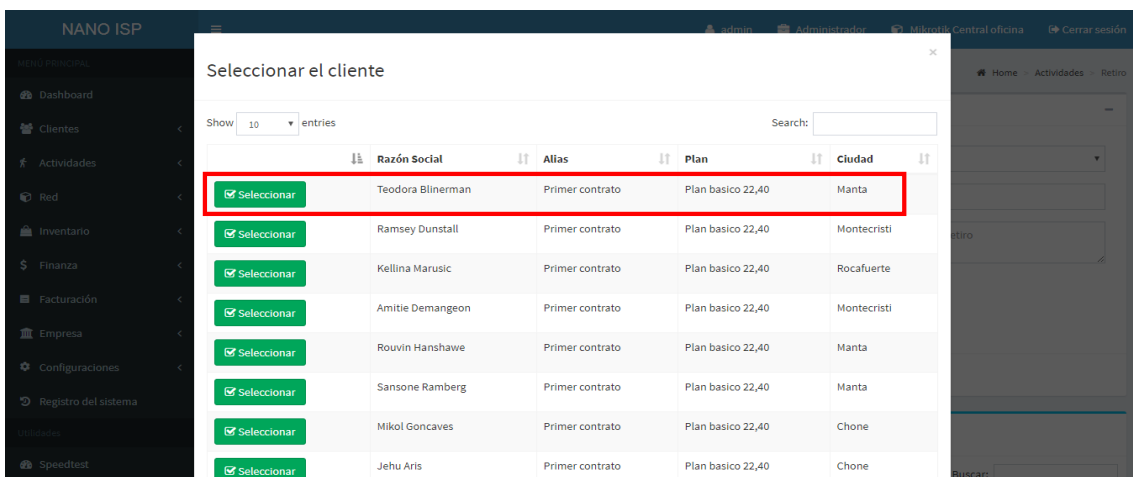 NANO ISP
admin Administrador Mikrotik Central oficina Cerrar sesión
MENÚ PRINCIPAL
Home > Actividades > Retiro
Dashboard
Clientes
Actividades
Red
Inventario
Finanza
Facturación
Empresa
Configuraciones
Registro del sistema
Utilidades
Speedtest
×
Seleccionar el cliente
Show 10 entries Search:
Razón Social Alias Plan Ciudad
Seleccionar Teodora Blinerman Primer contrato Plan basico 22,40 Manta
Seleccionar Ramsey Dunstall Primer contrato Plan basico 22,40 Montecristi
Seleccionar Kellina Marusic Primer contrato Plan basico 22,40 Rocafuerte
Seleccionar Amitie Demangeon Primer contrato Plan basico 22,40 Montecristi
Seleccionar Rouvin Hanshawe Primer contrato Plan basico 22,40 Manta
Seleccionar Sansone Ramberg Primer contrato Plan basico 22,40 Manta
Seleccionar Mikol Goncaves Primer contrato Plan basico 22,40 Chone
Seleccionar Jehu Aris Primer contrato Plan basico 22,40 Chone
etiro
Buscar: